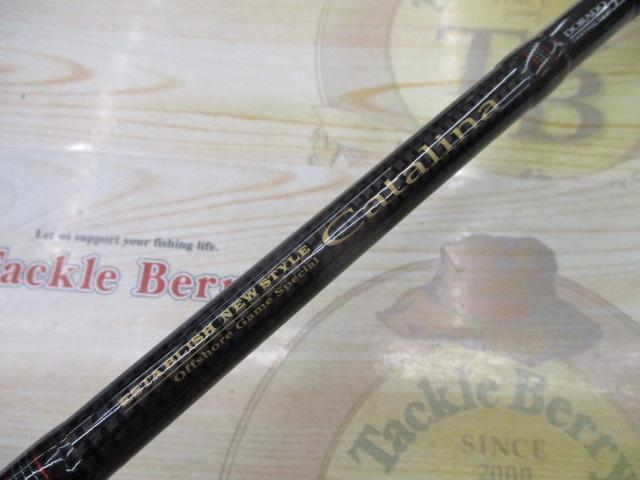 DORADO
TB
Catalina
ESTABLISH NEW STYLE
Offshore Game Special
Let us support your fishing life.
Tackle Berry
Tackle Berry
SINCE
2000